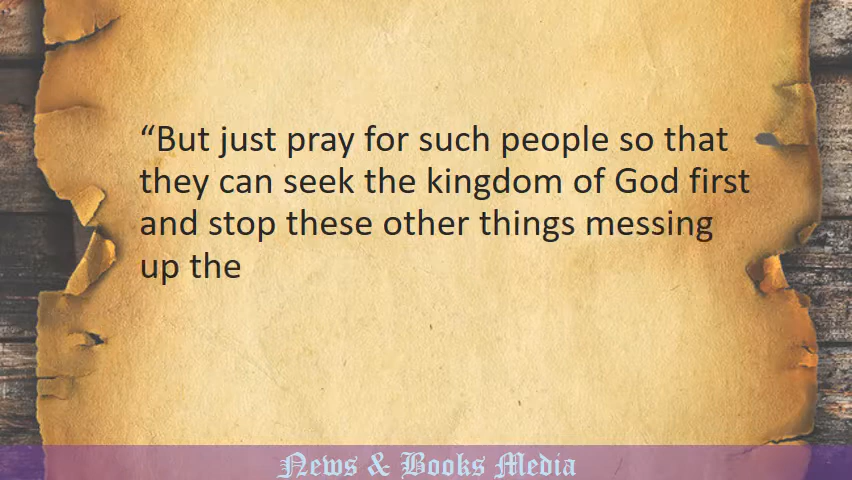 “But just pray for such people so that
they can seek the kingdom of God first
and stop these other things messing
up the
News & Books Media